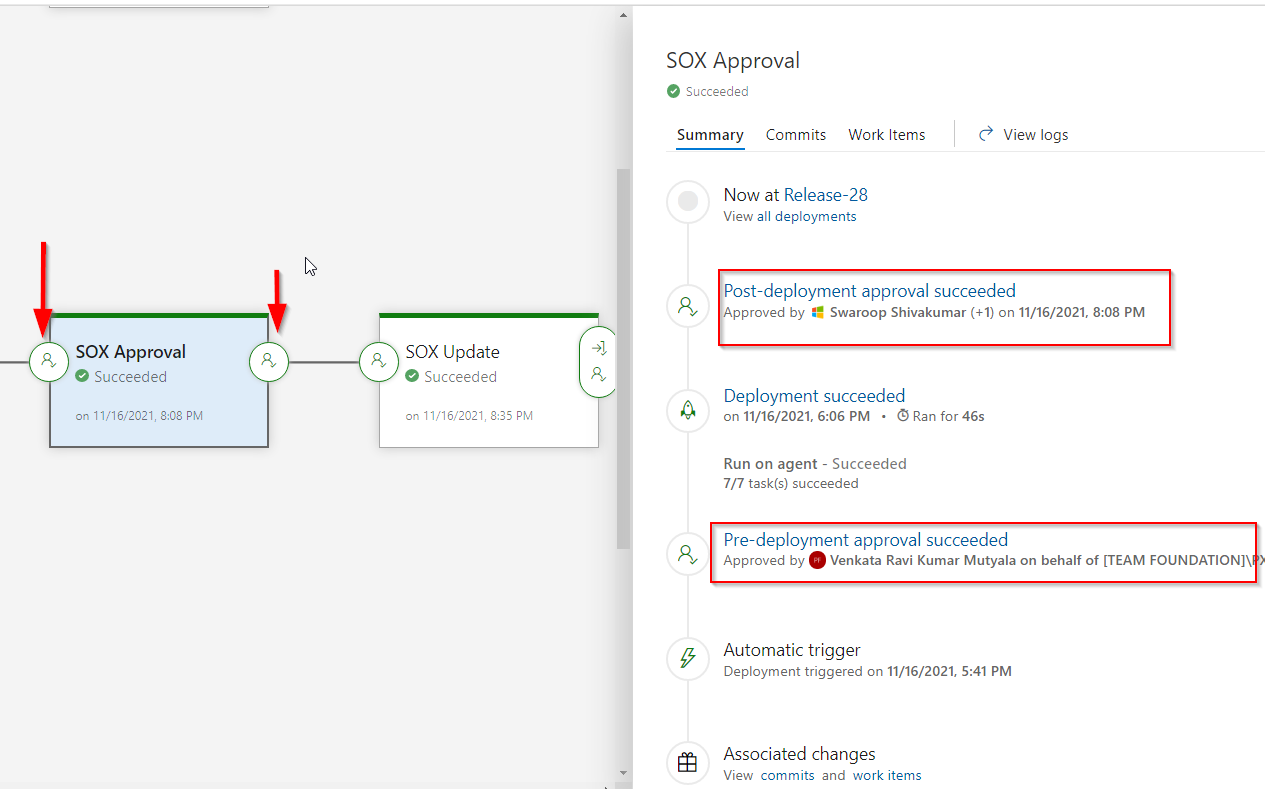 SOX Approval
Succeeded
on 11/16/2021, 8:08 PM
SOX Update
Succeeded
on 11/16/2021, 8:35 PM
SOX Approval
Succeeded
Summary Commits Work Items View logs
Now at Release-28
View all deployments
Post-deployment approval succeeded
Approved by Swaroop Shivakumar (+1) on 11/16/2021, 8:08 PM
Deployment succeeded
on 11/16/2021, 6:06 PM • Ran for 46s
Run on agent - Succeeded
7/7 task(s) succeeded
Pre-deployment approval succeeded
Approved by PF Venkata Ravi Kumar Mutyala on behalf of [TEAM FOUNDATION]\PX
Automatic trigger
Deployment triggered on 11/16/2021, 5:41 PM
Associated changes
View commits and work items